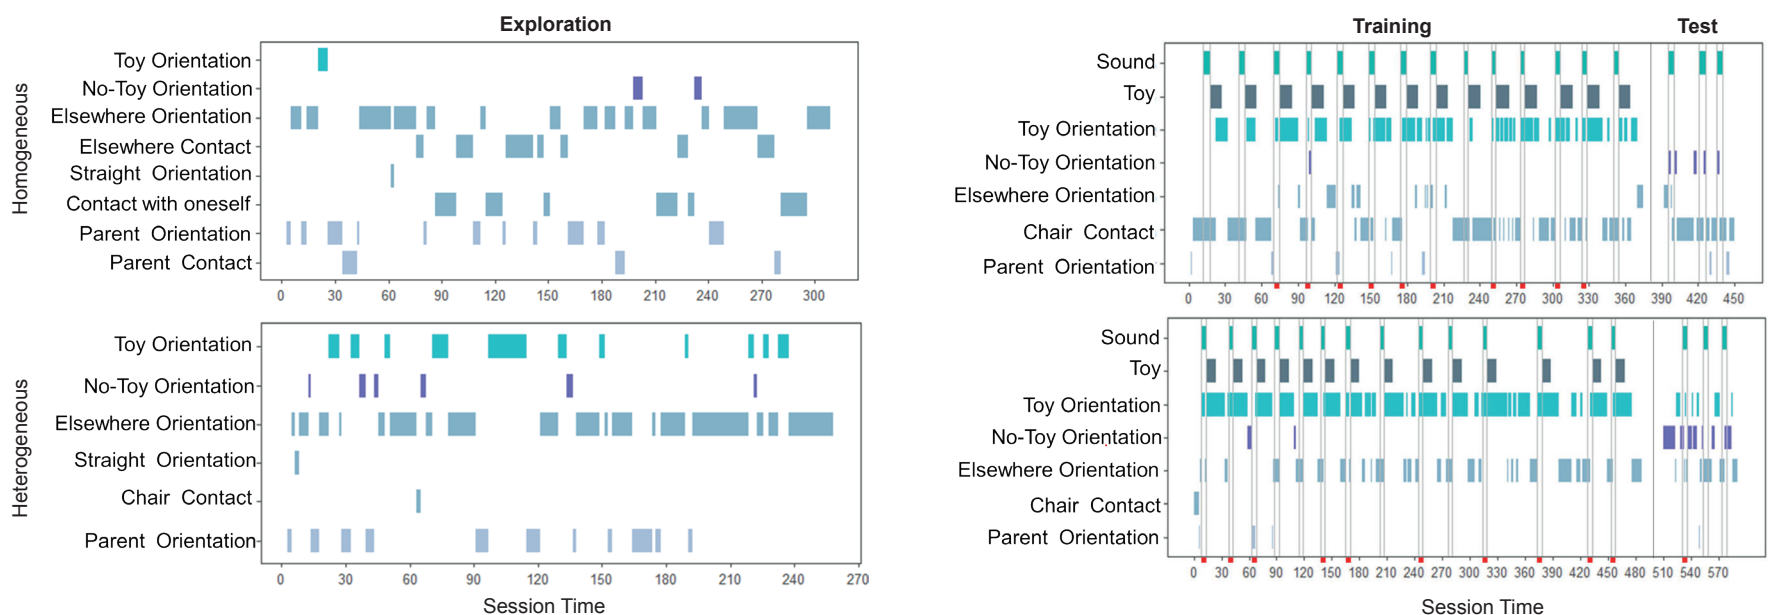 Exploration
Homogeneous
Toy Orientation
No-Toy Orientation
Elsewhere Orientation
Elsewhere Contact
Straight Orientation
Contact with oneself
Parent Orientation
Parent Contact
0 30 60 90 120 150 180 210 240 270 300
Heterogeneous
Toy Orientation
No-Toy Orientation
Elsewhere Orientation
Straight Orientation
Chair Contact
Parent Orientation
0 30 60 90 120 150 180 210 240 270
Session Time
Training Test
Sound
Toy
Toy Orientation
No-Toy Orientation
Elsewhere Orientation
Chair Contact
Parent Orientation
0 30 60 90 120 150 180 210 240 270 300 330 360 390 420 450
Sound
Toy
Toy Orientation
No-Toy Orientation
Elsewhere Orientation
Chair Contact
Parent Orientation
0 30 60 90 120 150 180 210 240 270 300 330 360 390 420 450 480 510 540 570
Session Time